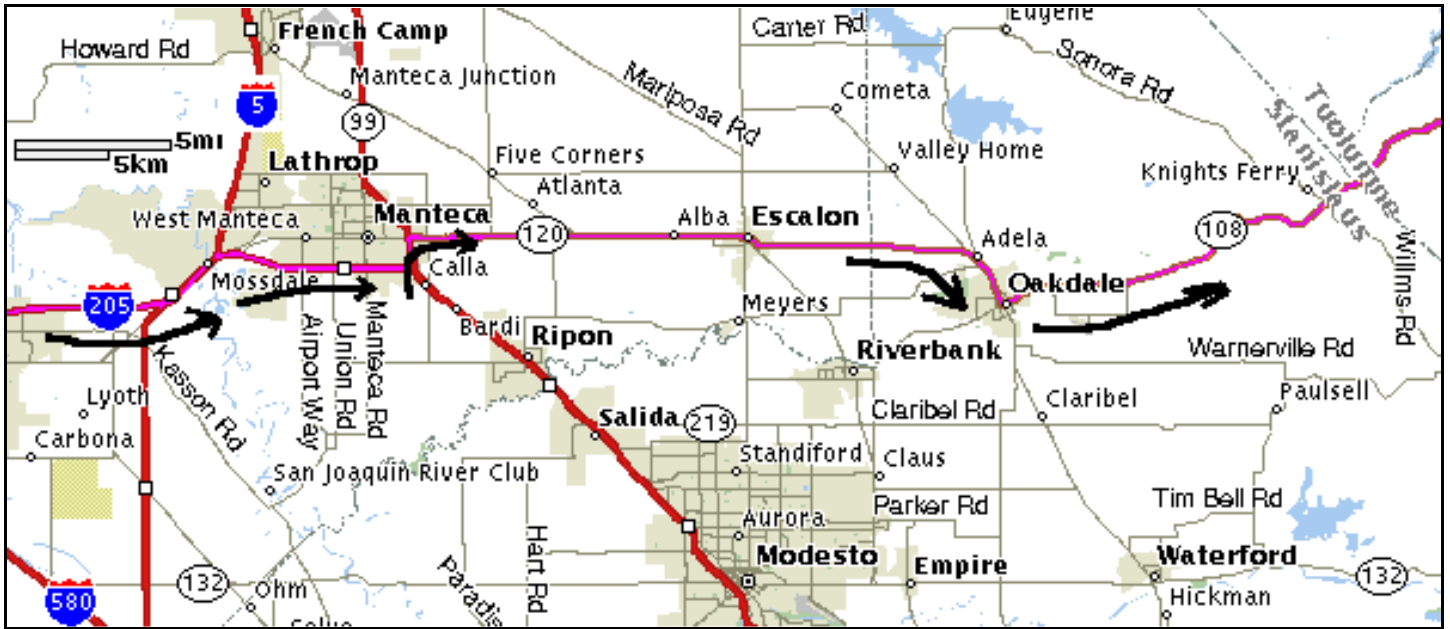 Eugene
Carter Rd
French Camp
Howard Rd
Sonora Rd
Manteca Junction
Mariposa Rd
Cometa
5
99
Tuolumne
Stanislaus
5mi
5km
Lathrop
Five Corners
Valley Home
Knights Ferry
Atlanta
West Manteca
Manteca
Alba
Escalon
120
108
Adela
Willms Rd
Mossdale
Calla
Oakdale
205
Meyers
Bardi
Ripon
Airport Way
Union Rd
Manteca Rd
Riverbank
Warnerville Rd
Kasson Rd
Lyoth
Paulsell
Salida
219
Claribel Rd
Claribel
Carbona
San Joaquin River Club
Standiford
Claus
Parker Rd
Tim Bell Rd
Aurora
Hart Rd
Modesto
Empire
Waterford
132
132
Ohm
Paradis
580
Hickman